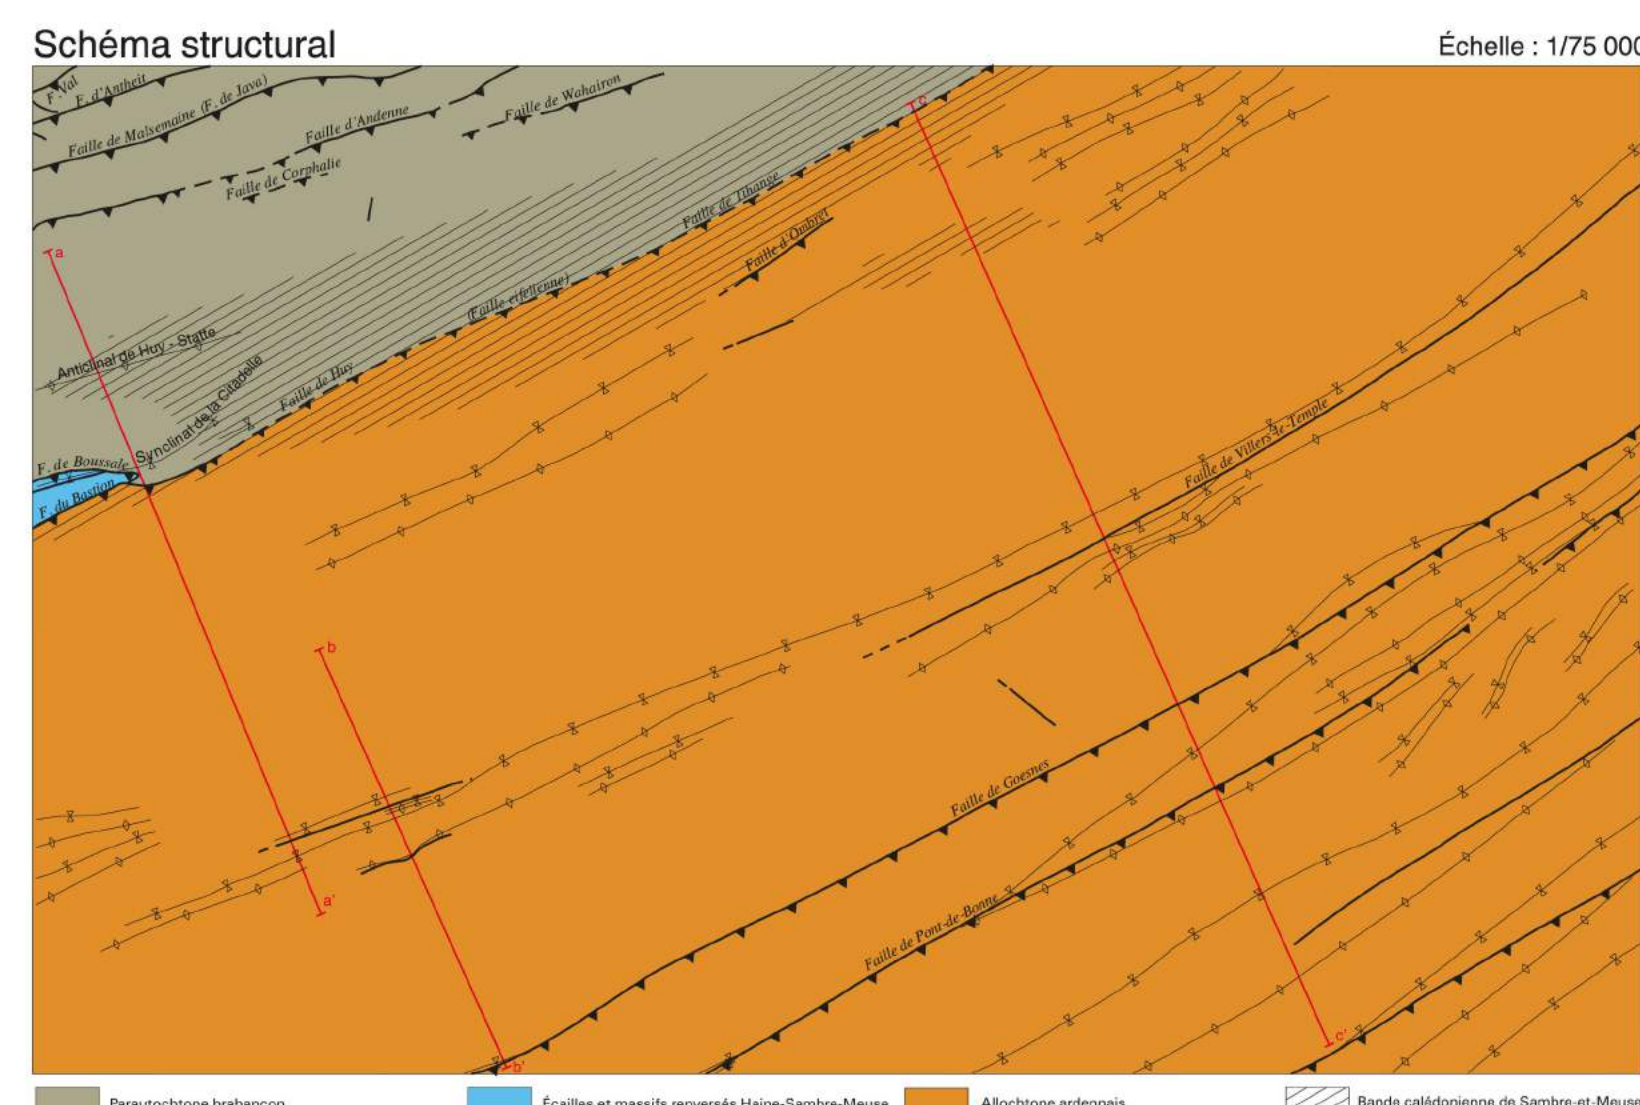 Schéma structural
Échelle : 1/75 000
F. Val
F. d'Antheit
Faille de Malsemaine (F. de Java)
Faille d'Andenne
Faille de Wahairon
Faille de Corphalie
c
Faille de Tihange
Faille d'Ombret
a
(Faille eifelienne)
Anticlinal de Huy - Statte
Synclinal de la Citadelle
Faille de Huy
F. de Boussale
F. du Bastion
Faille de Villers-le-Temple
b
Faille de Goesnes
a'
Faille de Pont-de-Bonne
c'
b'
Parautochtone brabançon
Écailles et massifs renversés Haine-Sambre-Meuse
Allochtone ardennais
Bande calédonienne de Sambre-et-Meuse